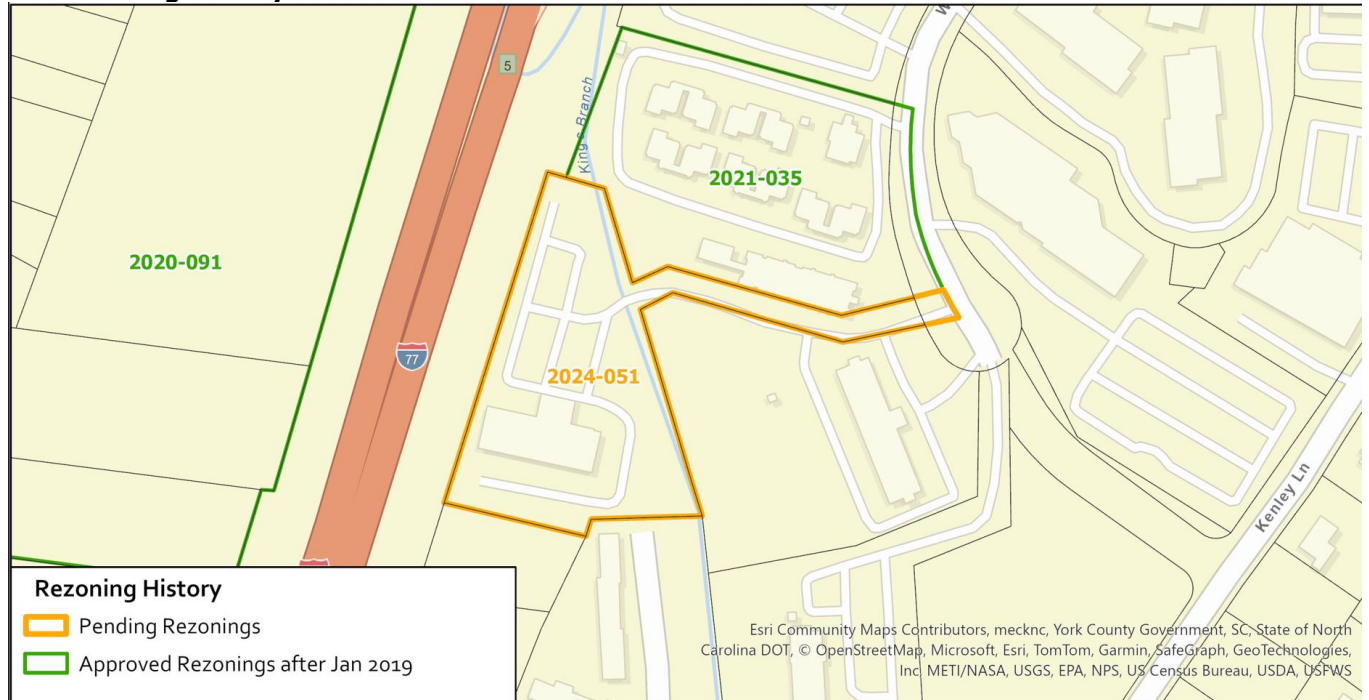 5
W
King's Branch
2021-035
2020-091
77
2024-051
Kenley Ln
Rezoning History
Pending Rezonings
Approved Rezonings after Jan 2019
Esri Community Maps Contributors, mecknc, York County Government, SC, State of North
Carolina DOT, © OpenStreetMap, Microsoft, Esri, TomTom, Garmin, SafeGraph, GeoTechnologies,
Inc, METI/NASA, USGS, EPA, NPS, US Census Bureau, USDA, USFWS